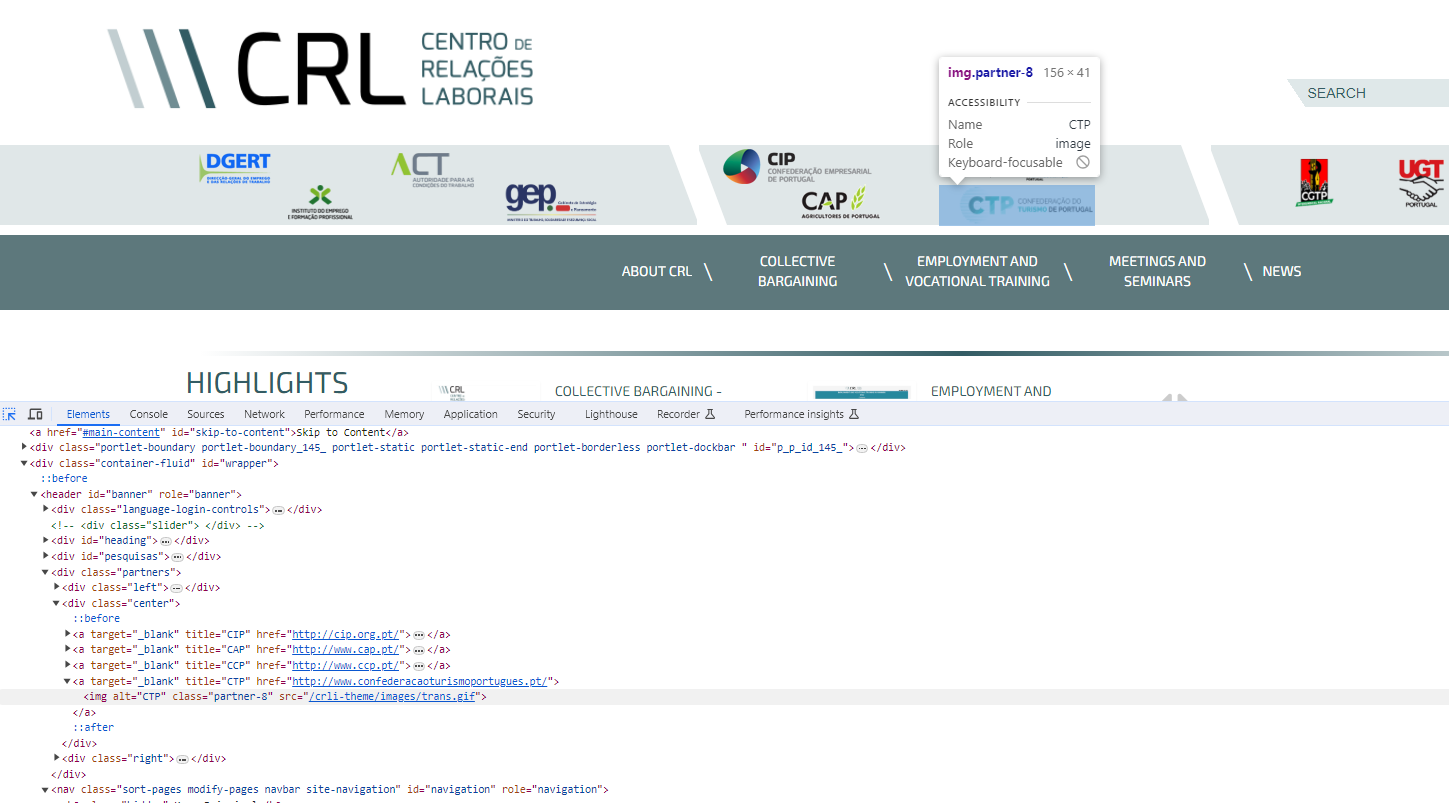 CRL
CENTRO DE
RELAÇÕES
LABORAIS
img.partner-8 156 × 41
ACCESSIBILITY
Name CTP
Role image
Keyboard-focusable
SEARCH
DGERT
DIRECÇÃO-GERAL DO EMPREGO
E DAS RELAÇÕES DE TRABALHO
INSTITUTO DO EMPREGO
E FORMAÇÃO PROFISSIONAL
ACT
AUTORIDADE PARA AS
CONDIÇÕES DO TRABALHO
gep
CIP
CONFEDERAÇÃO EMPRESARIAL
DE PORTUGAL
CAP
AGRICULTORES DE PORTUGAL
PORTUGAL
CTP CONFEDERAÇÃO DO
TURISMO DE PORTUGAL
CGTP
UGT
PORTUGAL
ABOUT CRL \ COLLECTIVE
BARGAINING \ EMPLOYMENT AND
VOCATIONAL TRAINING \ MEETINGS AND
SEMINARS \ NEWS
HIGHLIGHTS
CRL
COLLECTIVE BARGAINING -
EMPLOYMENT AND
Elements Console Sources Network Performance Memory Application Security Lighthouse Recorder Performance insights
<a href="#main-content" id="skip-to-content">Skip to Content</a>
<div class="portlet-boundary portlet-boundary_145_ portlet-static portlet-static-end portlet-borderless portlet-dockbar " id="p_p_id_145_">…</div>
<div class="container-fluid" id="wrapper">
::before
<header id="banner" role="banner">
<div class="language-login-controls">…</div>
<!-- <div class="slider"> </div> -->
<div id="heading">…</div>
<div id="pesquisas">…</div>
<div class="partners">
<div class="left">…</div>
<div class="center">
::before
<a target="_blank" title="CIP" href="http://cip.org.pt/">…</a>
<a target="_blank" title="CAP" href="http://www.cap.pt/">…</a>
<a target="_blank" title="CCP" href="http://www.ccp.pt/">…</a>
<a target="_blank" title="CTP" href="http://www.confederacaoturismoportugues.pt/">
<img alt="CTP" class="partner-8" src="/crli-theme/images/trans.gif">
</a>
::after
</div>
<div class="right">…</div>
</div>
<nav class="sort-pages modify-pages navbar site-navigation" id="navigation" role="navigation">